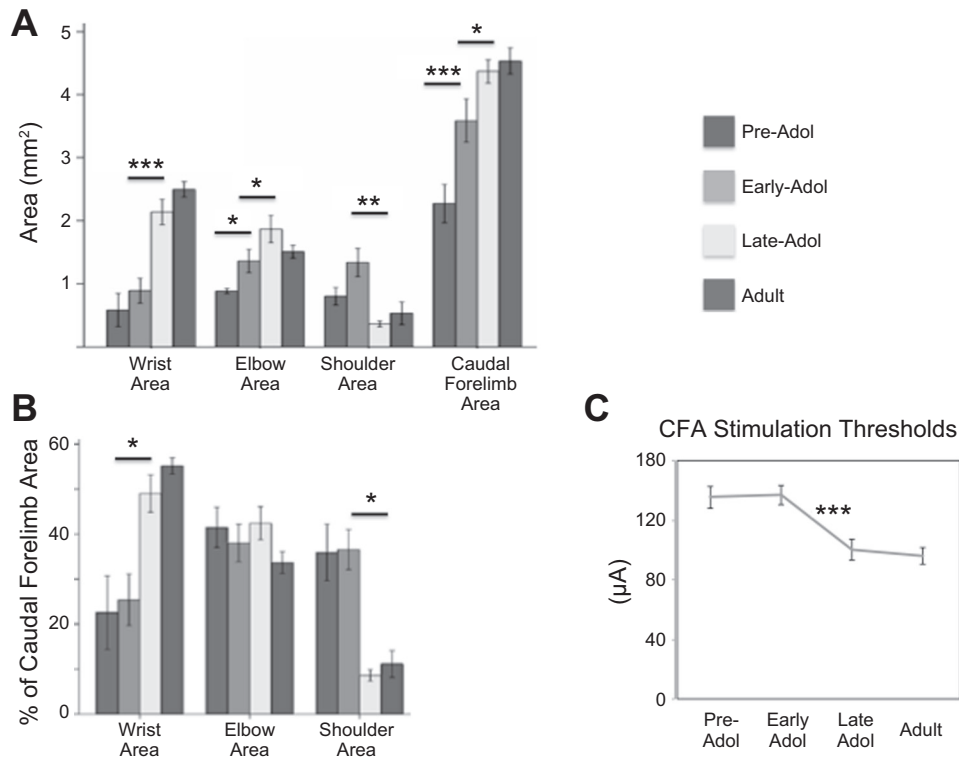 A
5
4
3
2
1
Area (mm²)
***
*
*
**
***
*
Wrist
Area
Elbow
Area
Shoulder
Area
Caudal
Forelimb
Area
Pre-Adol
Early-Adol
Late-Adol
Adult
B
60
40
20
0
% of Caudal Forelimb Area
*
*
Wrist
Area
Elbow
Area
Shoulder
Area
C
CFA Stimulation Thresholds
180
120
80
40
0
(µA)
***
Pre-
Adol
Early
Adol
Late
Adol
Adult